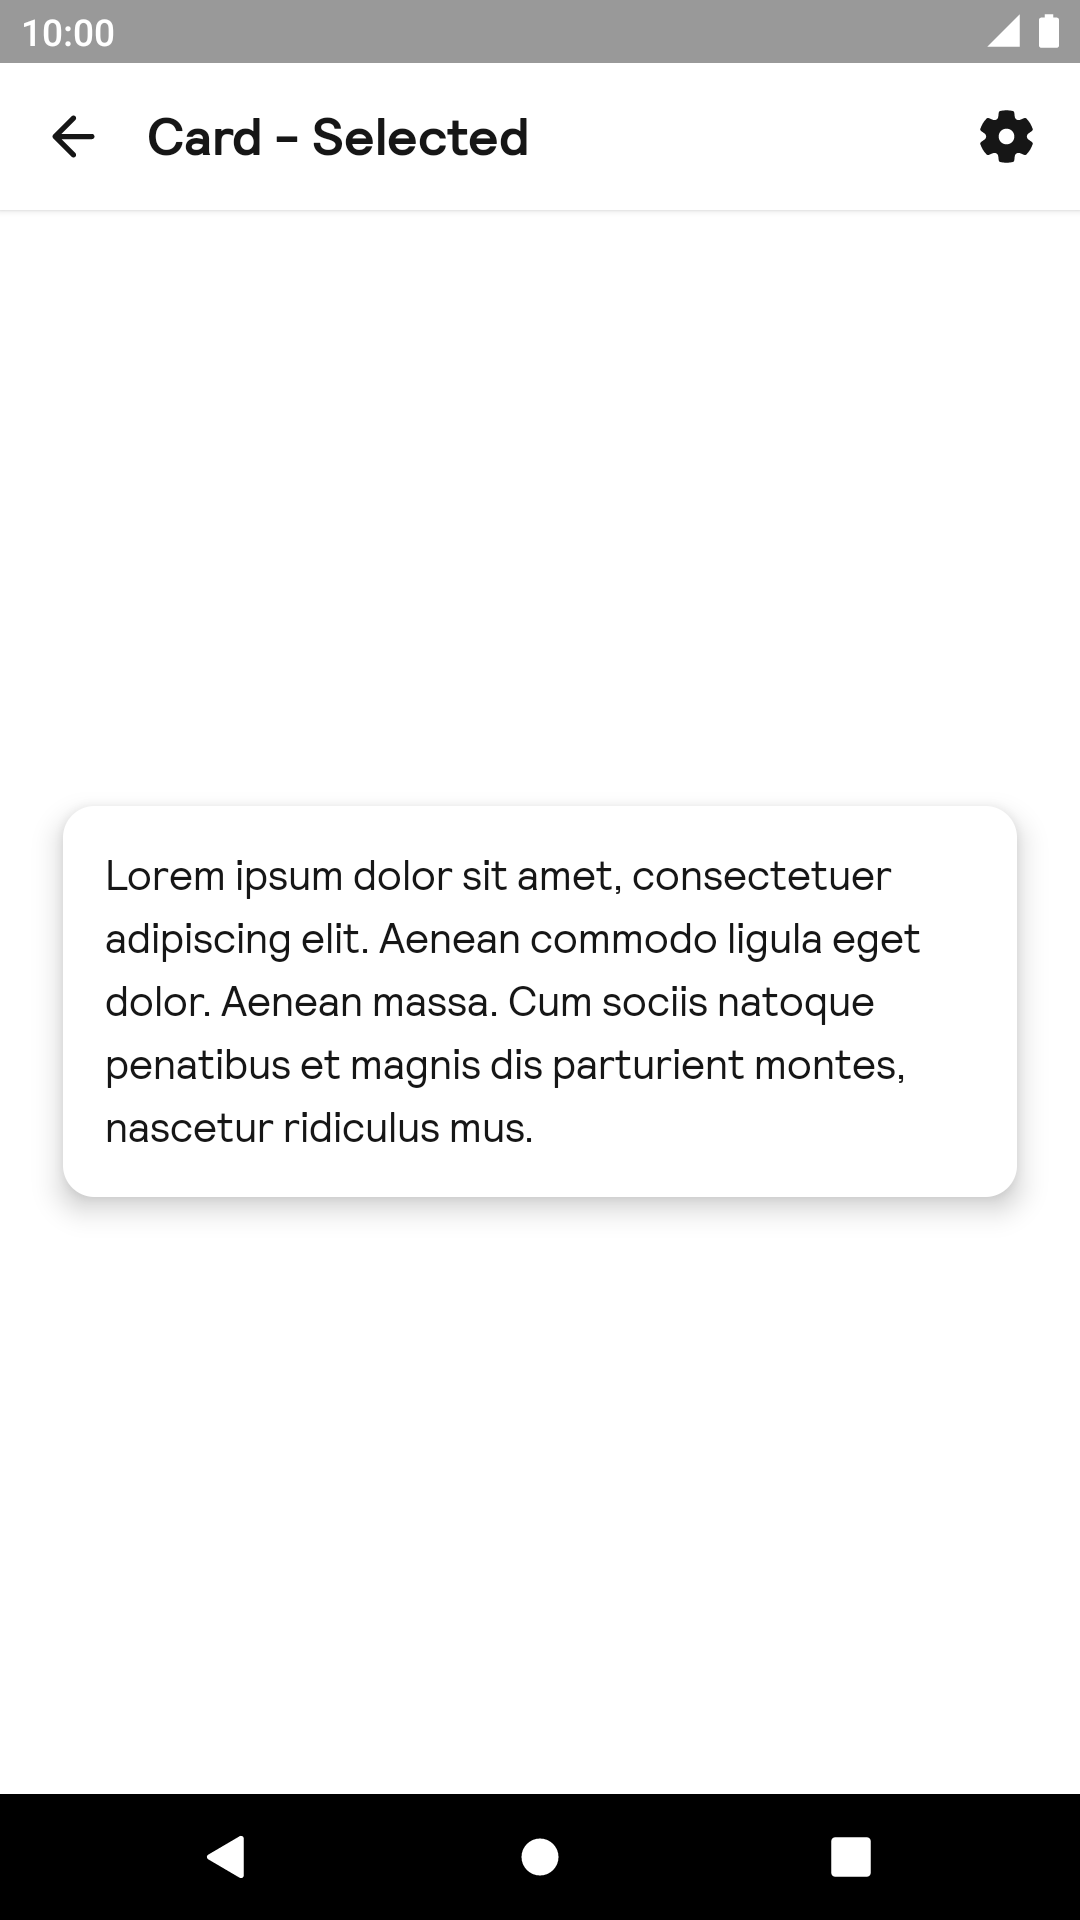 10:00
Card - Selected
Lorem ipsum dolor sit amet, consectetuer
adipiscing elit. Aenean commodo ligula eget
dolor. Aenean massa. Cum sociis natoque
penatibus et magnis dis parturient montes,
nascetur ridiculus mus.